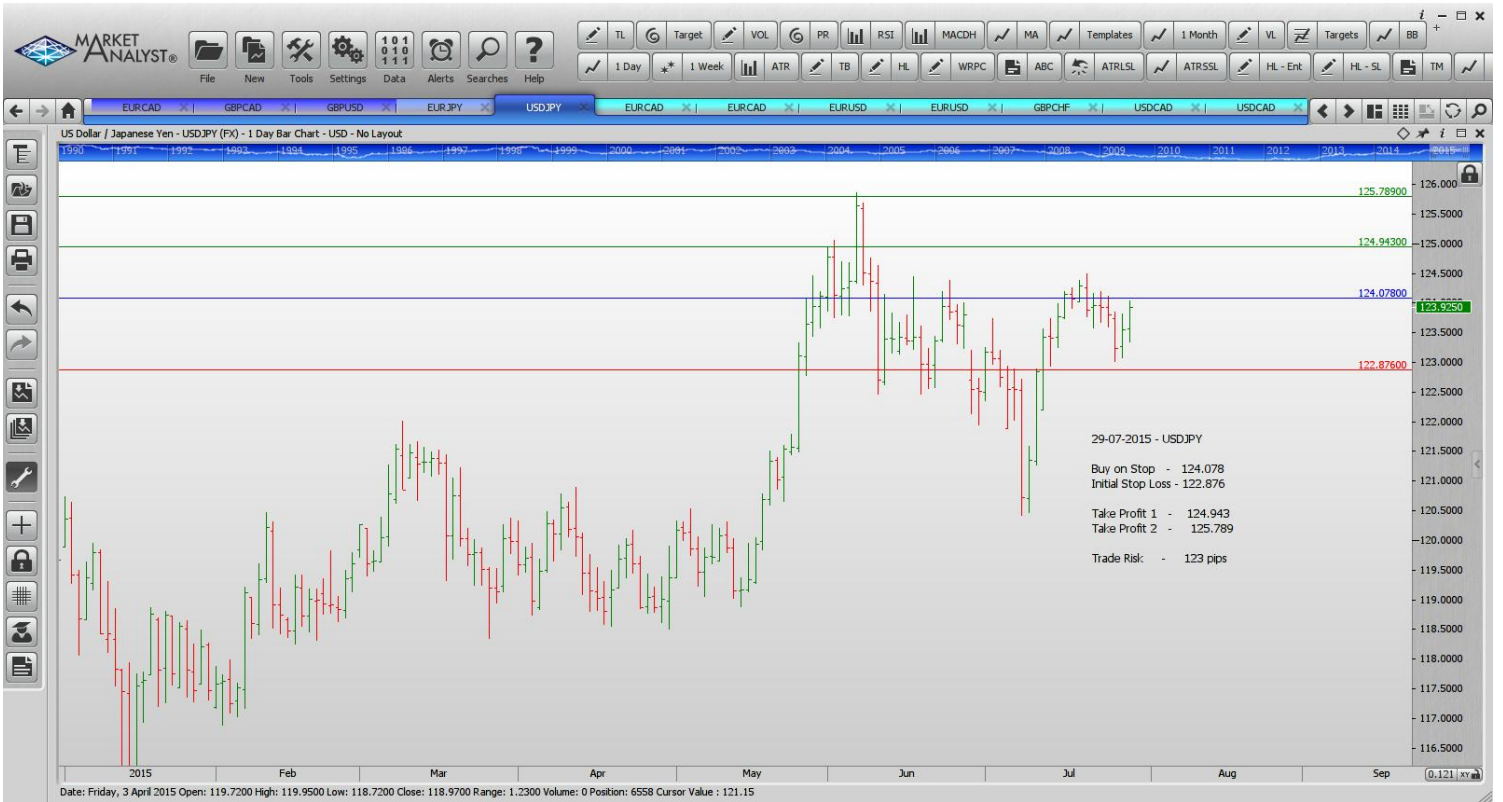 i
MARKET ANALYST®
File New Tools Settings Data Alerts Searches Help
TL Target VOL PR RSI MACDH MA Templates 1 Month VL Targets BB
1 Day 1 Week ATR TB HL WRPC ABC ATRLSL ATRSSL HL - Ent HL - SL TM
EURCAD GBPCAD GBPUSD EURJPY USDJPY EURCAD EURCAD EURUSD EURUSD GBPCHF USDCAD USDCAD
US Dollar / Japanese Yen - USDJPY (FX) - 1 Day Bar Chart - USD - No Layout
1990 1991 1992 1993 1994 1995 1996 1997 1998 1999 2000 2001 2002 2003 2004 2005 2006 2007 2008 2009 2010 2011 2012 2013 2014 2015
126.000
125.78900
125.5000
124.94300
125.0000
124.5000
124.07800
123.9250
123.5000
123.0000
122.87600
122.5000
122.0000
121.5000
121.0000
120.5000
120.0000
119.5000
119.0000
118.5000
118.0000
117.5000
117.0000
116.5000
29-07-2015 - USDJPY
Buy on Stop - 124.078
Initial Stop Loss - 122.876
Take Profit 1 - 124.943
Take Profit 2 - 125.789
Trade Risk - 123 pips
2015 Feb Mar Apr May Jun Jul Aug Sep
0.121 XY
Date: Friday, 3 April 2015 Open: 119.7200 High: 119.9500 Low: 118.7200 Close: 118.9700 Range: 1.2300 Volume: 0 Position: 6558 Cursor Value : 121.15